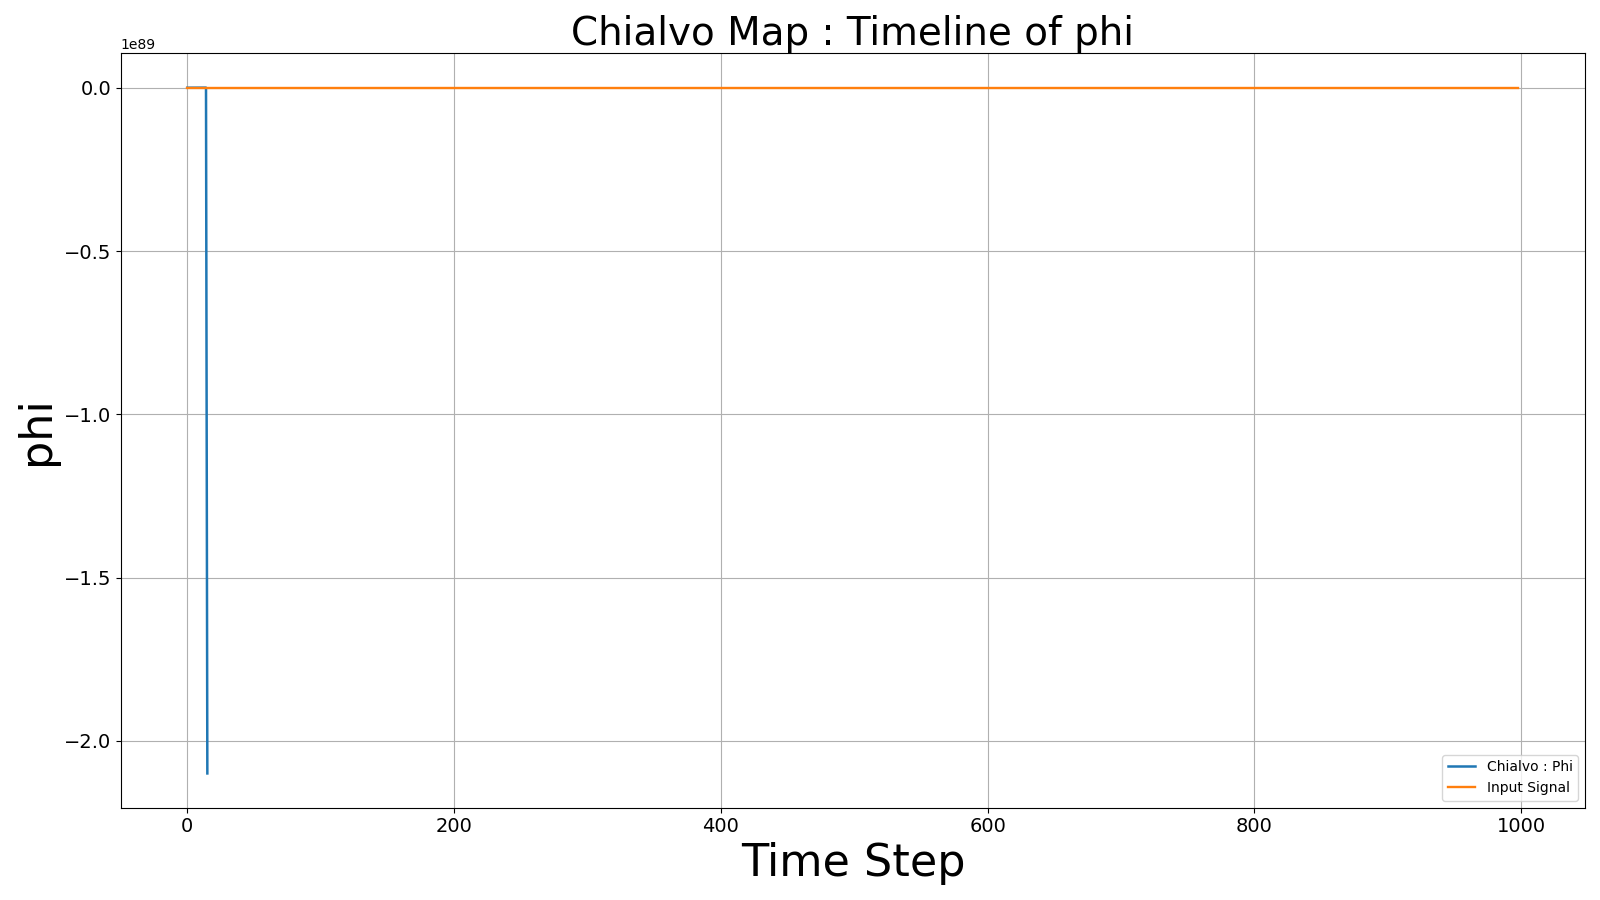 Chialvo Map : Timeline of phi
1e89
0.0
−0.5
−1.0
−1.5
−2.0
phi
0 200 400 600 800 1000
Time Step
Chialvo : Phi
Input Signal